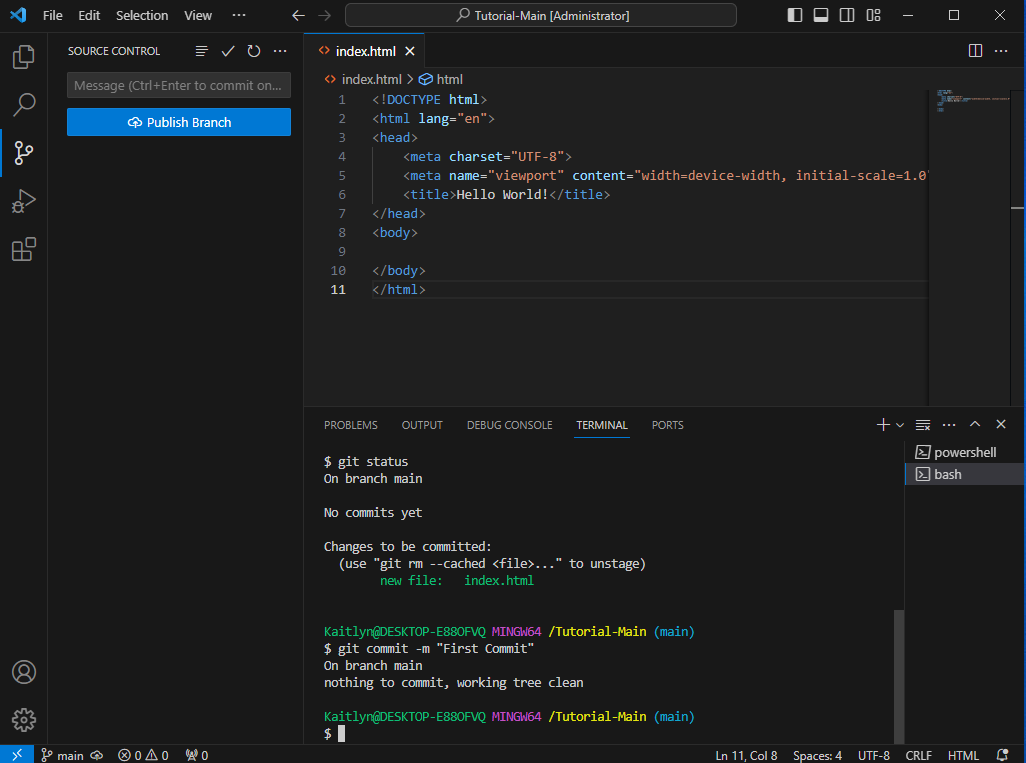 File Edit Selection View ··· Tutorial-Main [Administrator]
SOURCE CONTROL
Message (Ctrl+Enter to commit on...
Publish Branch
index.html
index.html > html
1 <!DOCTYPE html>
2 <html lang="en">
3 <head>
4 <meta charset="UTF-8">
5 <meta name="viewport" content="width=device-width, initial-scale=1.0"
6 <title>Hello World!</title>
7 </head>
8 <body>
9
10 </body>
11 </html>
PROBLEMS OUTPUT DEBUG CONSOLE TERMINAL PORTS
powershell
bash
$ git status
On branch main
No commits yet
Changes to be committed:
(use "git rm --cached <file>..." to unstage)
new file: index.html
Kaitlyn@DESKTOP-E88OFVQ MINGW64 /Tutorial-Main (main)
$ git commit -m "First Commit"
On branch main
nothing to commit, working tree clean
Kaitlyn@DESKTOP-E88OFVQ MINGW64 /Tutorial-Main (main)
$
main 0 0 0 Ln 11, Col 8 Spaces: 4 UTF-8 CRLF HTML